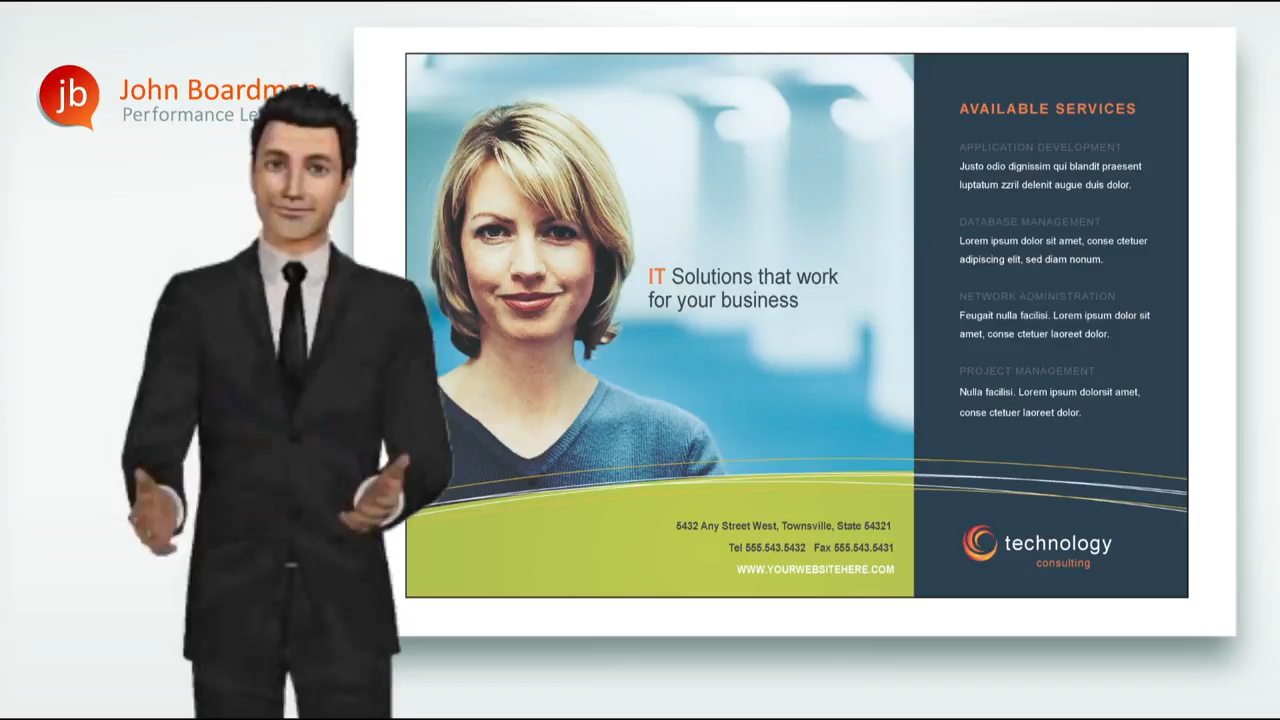 jb
John Boardman
Performance
AVAILABLE SERVICES
APPLICATION DEVELOPMENT
Justo odio dignissim qui blandit praesent
luptatum zzril delenit augue duis dolor.
DATABASE MANAGEMENT
Lorem ipsum dolor sit amet, conse ctetuer
adipiscing elit, sed diam nonum.
NETWORK ADMINISTRATION
Feugait nulla facilisi. Lorem ipsum dolor sit
amet, conse ctetuer laoreet dolor.
PROJECT MANAGEMENT
Nulla facilisi. Lorem ipsum dolorsit amet,
conse ctetuer laoreet dolor.
IT Solutions that work
for your business
5432 Any Street West, Townsville, State 54321
Tel 555.543.5432 Fax 555.543.5431
WWW.YOURWEBSITEHERE.COM
technology
consulting